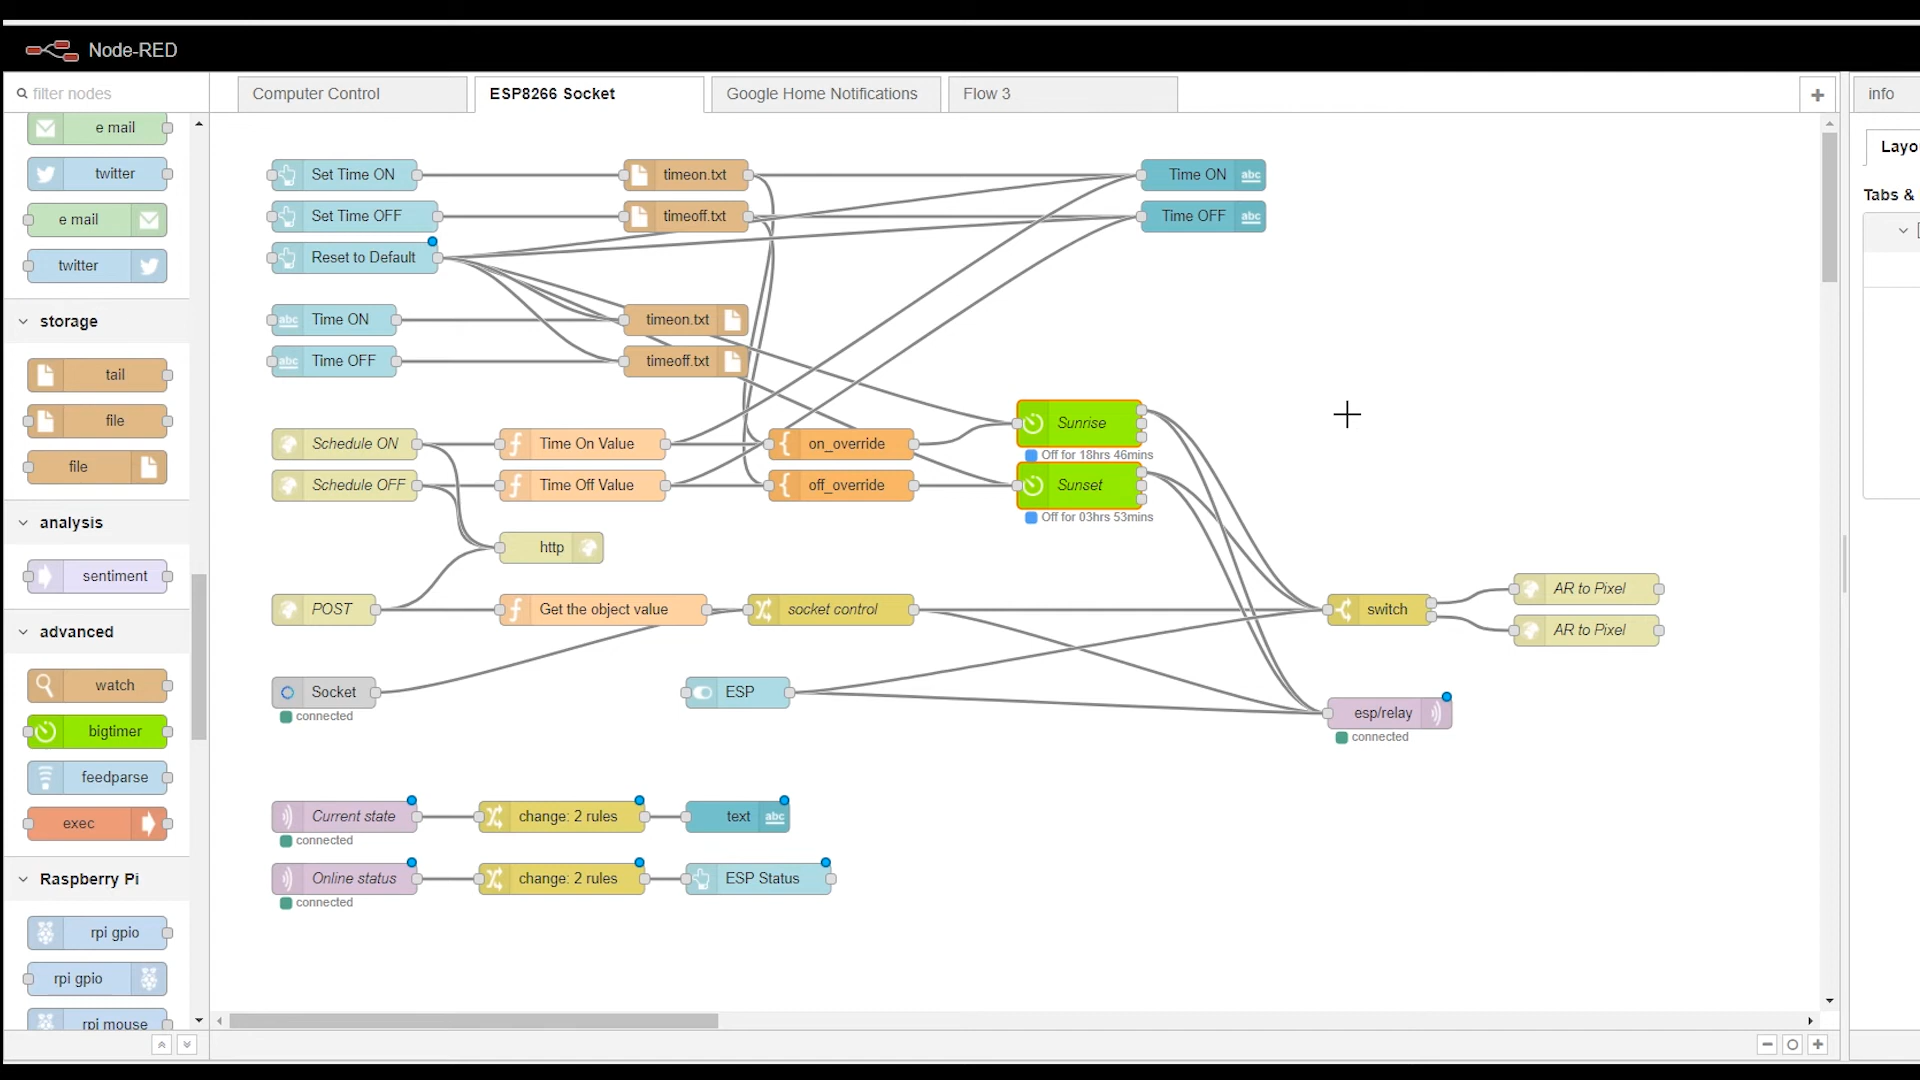 Node-RED
filter nodes
Computer Control
ESP8266 Socket
Google Home Notifications
Flow 3
info
Layo
Tabs &
e mail
twitter
e mail
twitter
storage
tail
file
file
analysis
sentiment
advanced
watch
bigtimer
feedparse
exec
Raspberry Pi
rpi gpio
rpi gpio
rpi mouse
Set Time ON
timeon.txt
Time ON
abc
Set Time OFF
timeoff.txt
Time OFF
abc
Reset to Default
abc
Time ON
timeon.txt
abc
Time OFF
timeoff.txt
Schedule ON
Time On Value
on_override
Sunrise
Off for 18hrs 46mins
Schedule OFF
Time Off Value
off_override
Sunset
Off for 03hrs 53mins
http
POST
Get the object value
socket control
switch
AR to Pixel
AR to Pixel
Socket
connected
ESP
esp/relay
connected
Current state
connected
change: 2 rules
text
abc
Online status
connected
change: 2 rules
ESP Status